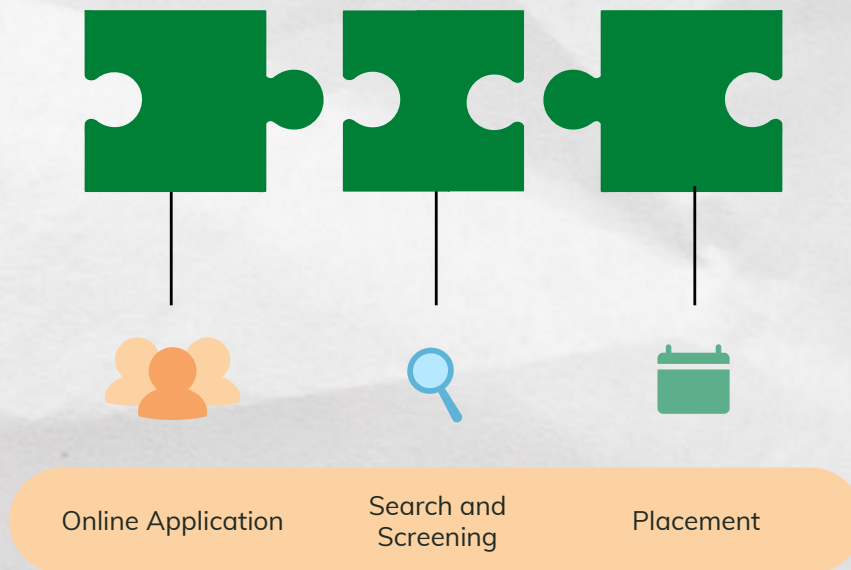 Online Application
Search and
Screening
Placement